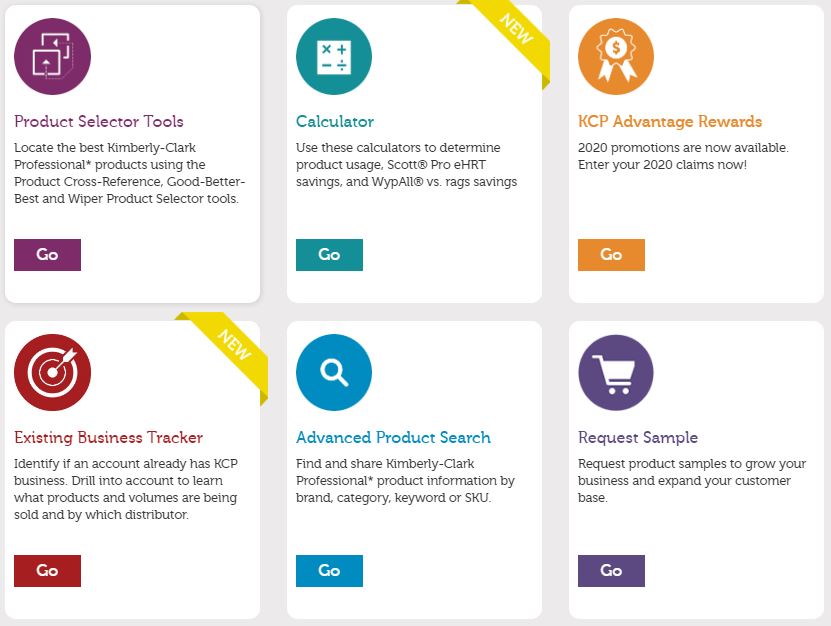 NEW
Product Selector Tools
Locate the best Kimberly-Clark
Professional* products using the
Product Cross-Reference, Good-Better-
Best and Wiper Product Selector tools.
Go
Calculator
Use these calculators to determine
product usage, Scott® Pro eHRT
savings, and WypAll® vs. rags savings
Go
$
KCP Advantage Rewards
2020 promotions are now available.
Enter your 2020 claims now!
Go
NEW
Existing Business Tracker
Identify if an account already has KCP
business. Drill into account to learn
what products and volumes are being
sold and by which distributor.
Go
Advanced Product Search
Find and share Kimberly-Clark
Professional* product information by
brand, category, keyword or SKU.
Go
Request Sample
Request product samples to grow your
business and expand your customer
base.
Go